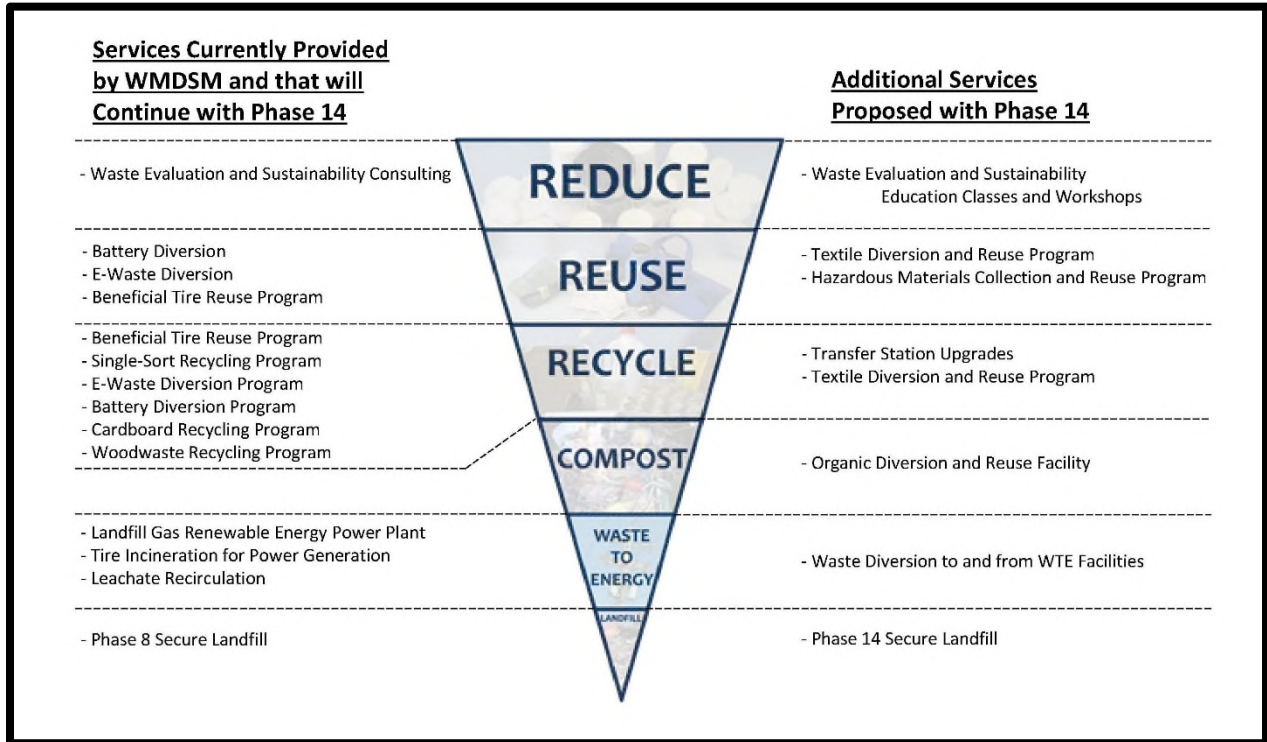 Services Currently Provided
by WMDSM and that will
Continue with Phase 14
Additional Services
Proposed with Phase 14
REDUCE
- Waste Evaluation and Sustainability Consulting
- Waste Evaluation and Sustainability
Education Classes and Workshops
REUSE
- Battery Diversion
- E-Waste Diversion
- Beneficial Tire Reuse Program
- Textile Diversion and Reuse Program
- Hazardous Materials Collection and Reuse Program
RECYCLE
- Beneficial Tire Reuse Program
- Single-Sort Recycling Program
- E-Waste Diversion Program
- Battery Diversion Program
- Cardboard Recycling Program
- Woodwaste Recycling Program
- Transfer Station Upgrades
- Textile Diversion and Reuse Program
COMPOST
- Organic Diversion and Reuse Facility
WASTE
TO
ENERGY
- Landfill Gas Renewable Energy Power Plant
- Tire Incineration for Power Generation
- Leachate Recirculation
- Waste Diversion to and from WTE Facilities
LANDFILL
- Phase 8 Secure Landfill
- Phase 14 Secure Landfill